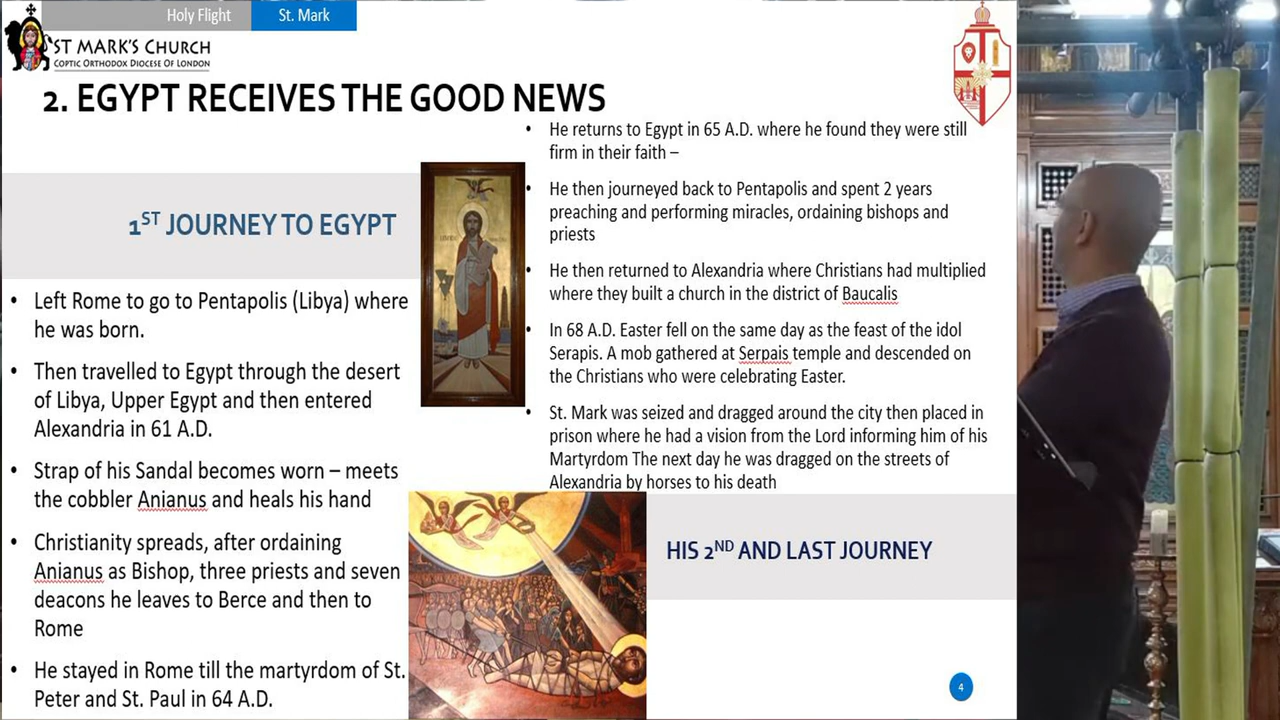 Holy Flight
St. Mark
ST MARK'S CHURCH
COPTIC ORTHODOX DIOCESE OF LONDON
2. EGYPT RECEIVES THE GOOD NEWS
1ST JOURNEY TO EGYPT
• Left Rome to go to Pentapolis (Libya) where
he was born.
• Then travelled to Egypt through the desert
of Libya, Upper Egypt and then entered
Alexandria in 61 A.D.
• Strap of his Sandal becomes worn – meets
the cobbler Anianus and heals his hand
• Christianity spreads, after ordaining
Anianus as Bishop, three priests and seven
deacons he leaves to Berce and then to
Rome
• He stayed in Rome till the martyrdom of St.
Peter and St. Paul in 64 A.D.
• He returns to Egypt in 65 A.D. where he found they were still
firm in their faith –
• He then journeyed back to Pentapolis and spent 2 years
preaching and performing miracles, ordaining bishops and
priests
• He then returned to Alexandria where Christians had multiplied
where they built a church in the district of Baucalis
• In 68 A.D. Easter fell on the same day as the feast of the idol
Serapis. A mob gathered at Serpais temple and descended on
the Christians who were celebrating Easter.
• St. Mark was seized and dragged around the city then placed in
prison where he had a vision from the Lord informing him of his
Martyrdom The next day he was dragged on the streets of
Alexandria by horses to his death
HIS 2ND AND LAST JOURNEY
4